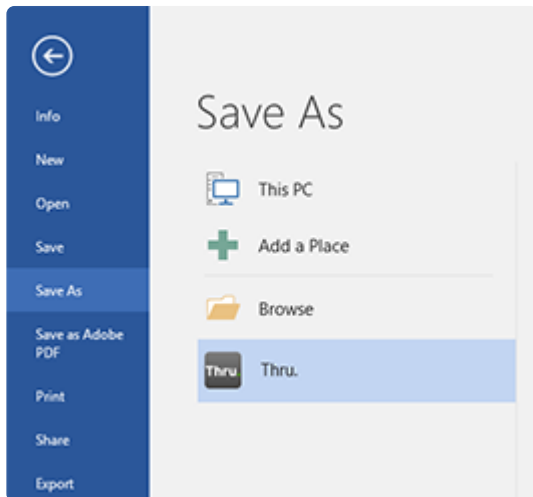 Info
New
Open
Save
Save As
Save as Adobe
PDF
Print
Share
Export
Save As
This PC
Add a Place
Browse
Thru.
Thru.